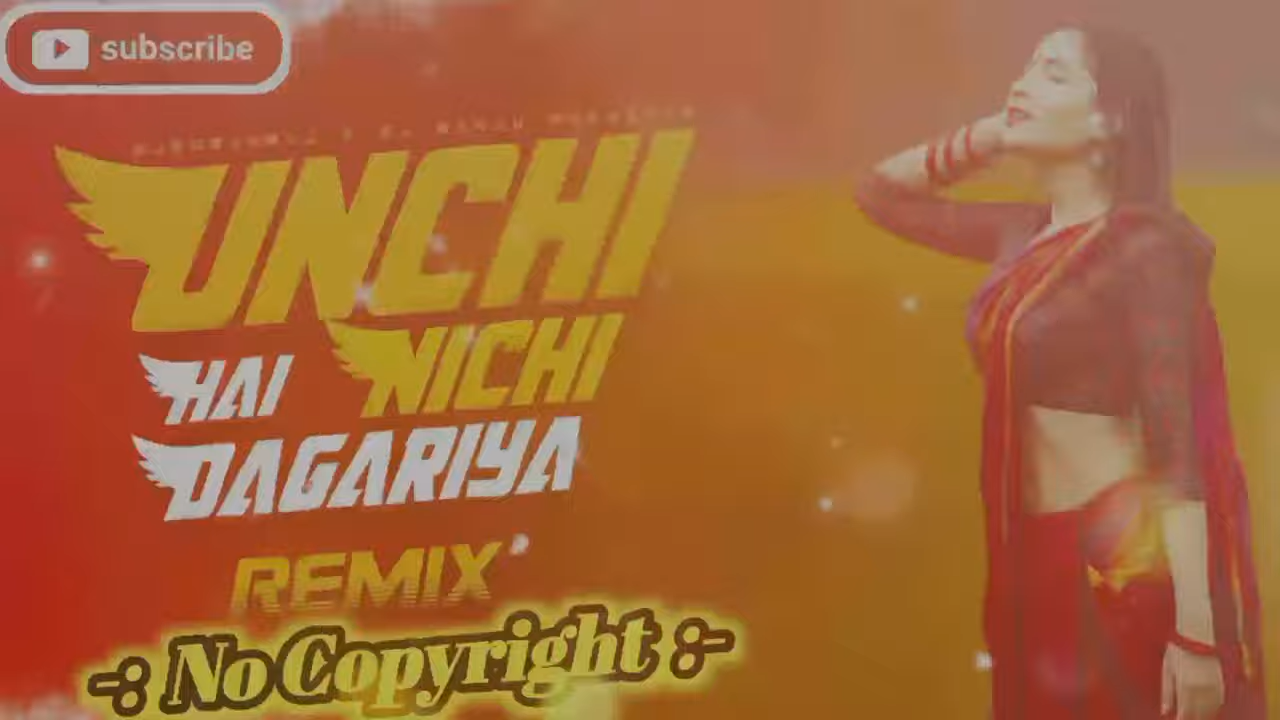 subscribe
UNCHI
HAI NICHI
DAGARIYA
REMIX
-: No Copyright :-